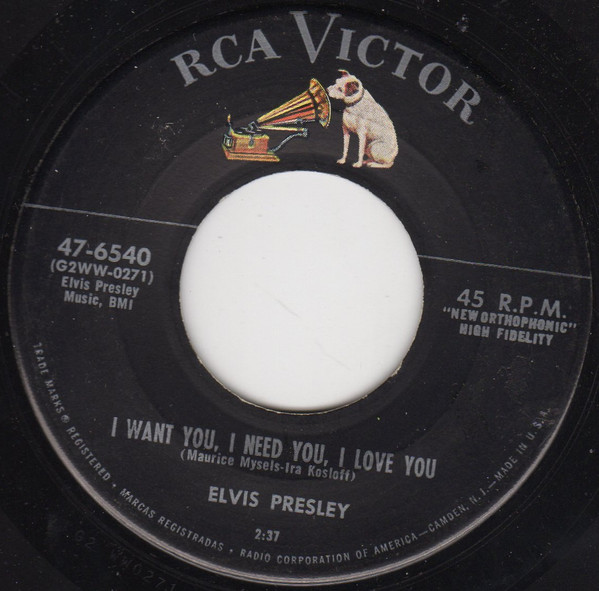 RCA VICTOR
47-6540
(G2WW-0271)
Elvis Presley
Music, BMI
45 R.P.M.
"NEW ORTHOPHONIC"
HIGH FIDELITY
I WANT YOU, I NEED YOU, I LOVE YOU
(Maurice Mysels-Ira Kosloff)
ELVIS PRESLEY
2:37
TRADE MARKS ® REGISTERED • MARCAS REGISTRADAS • RADIO CORPORATION OF AMERICA—CAMDEN, N. J.—MADE IN U.S.A.